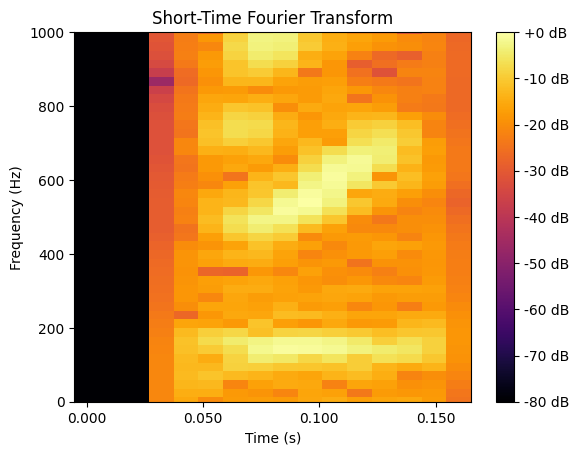 Short-Time Fourier Transform
1000
800
600
400
200
0
Frequency (Hz)
0.000
0.050
0.100
0.150
Time (s)
+0 dB
-10 dB
-20 dB
-30 dB
-40 dB
-50 dB
-60 dB
-70 dB
-80 dB